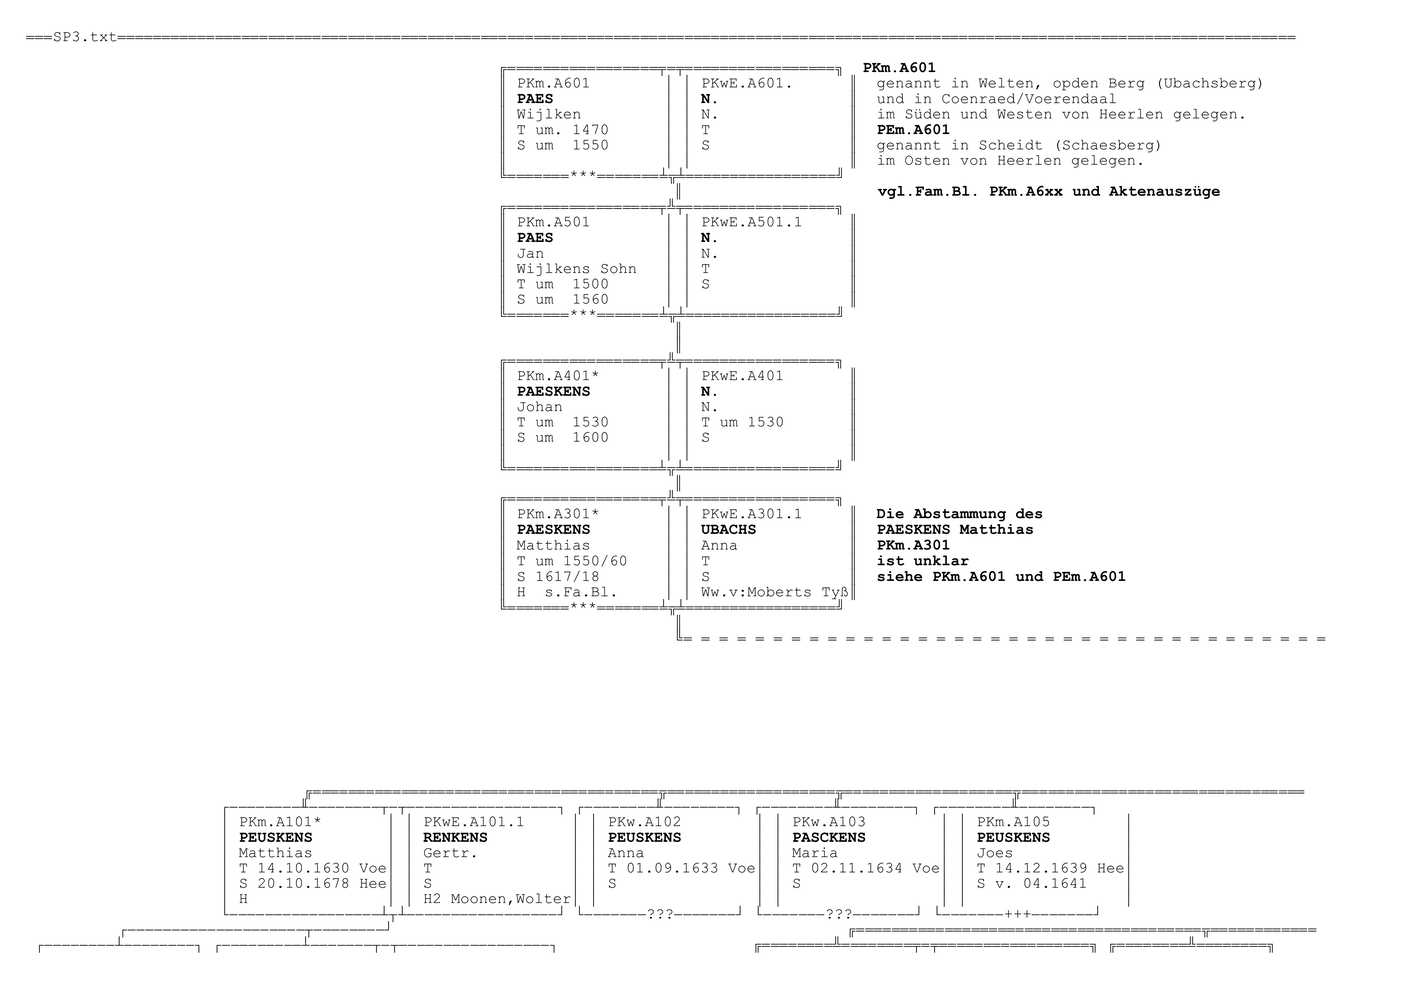 ===SP3.txt===
PKm.A601
PAES
Wijlken
T um. 1470
S um 1550
***
PKwE.A601.
N.
N.
T
S
PKm.A601
genannt in Welten, opden Berg (Ubachsberg)
und in Coenraed/Voerendaal
im Süden und Westen von Heerlen gelegen.
PEm.A601
genannt in Scheidt (Schaesberg)
im Osten von Heerlen gelegen.
vgl.Fam.Bl. PKm.A6xx und Aktenauszüge
PKm.A501
PAES
Jan
Wijlkens Sohn
T um 1500
S um 1560
***
PKwE.A501.1
N.
N.
T
S
PKm.A401*
PAESKENS
Johan
T um 1530
S um 1600
PKwE.A401
N.
N.
T um 1530
S
PKm.A301*
PAESKENS
Matthias
T um 1550/60
S 1617/18
H s.Fa.Bl.
***
PKwE.A301.1
UBACHS
Anna
T
S
Ww.v:Moberts Tyß
Die Abstammung des
PAESKENS Matthias
PKm.A301
ist unklar
siehe PKm.A601 und PEm.A601
PKm.A101*
PEUSKENS
Matthias
T 14.10.1630 Voe
S 20.10.1678 Hee
H
PKwE.A101.1
RENKENS
Gertr.
T
S
H2 Moonen,Wolter
PKw.A102
PEUSKENS
Anna
T 01.09.1633 Voe
S
???
PKw.A103
PASCKENS
Maria
T 02.11.1634 Voe
S
???
PKm.A105
PEUSKENS
Joes
T 14.12.1639 Hee
S v. 04.1641
+++